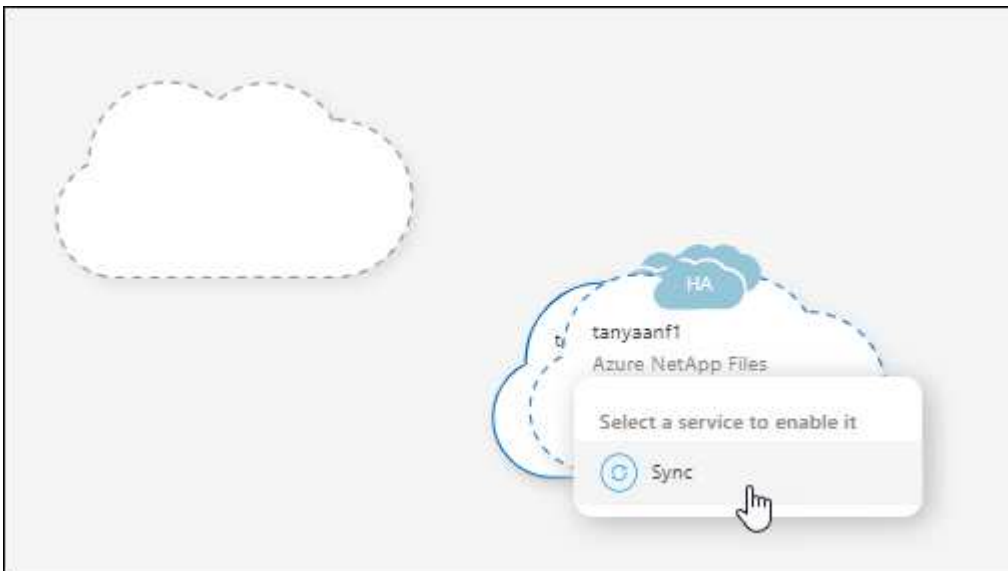 HA
tanyaanf1
Azure NetApp Files
Select a service to enable it
Sync